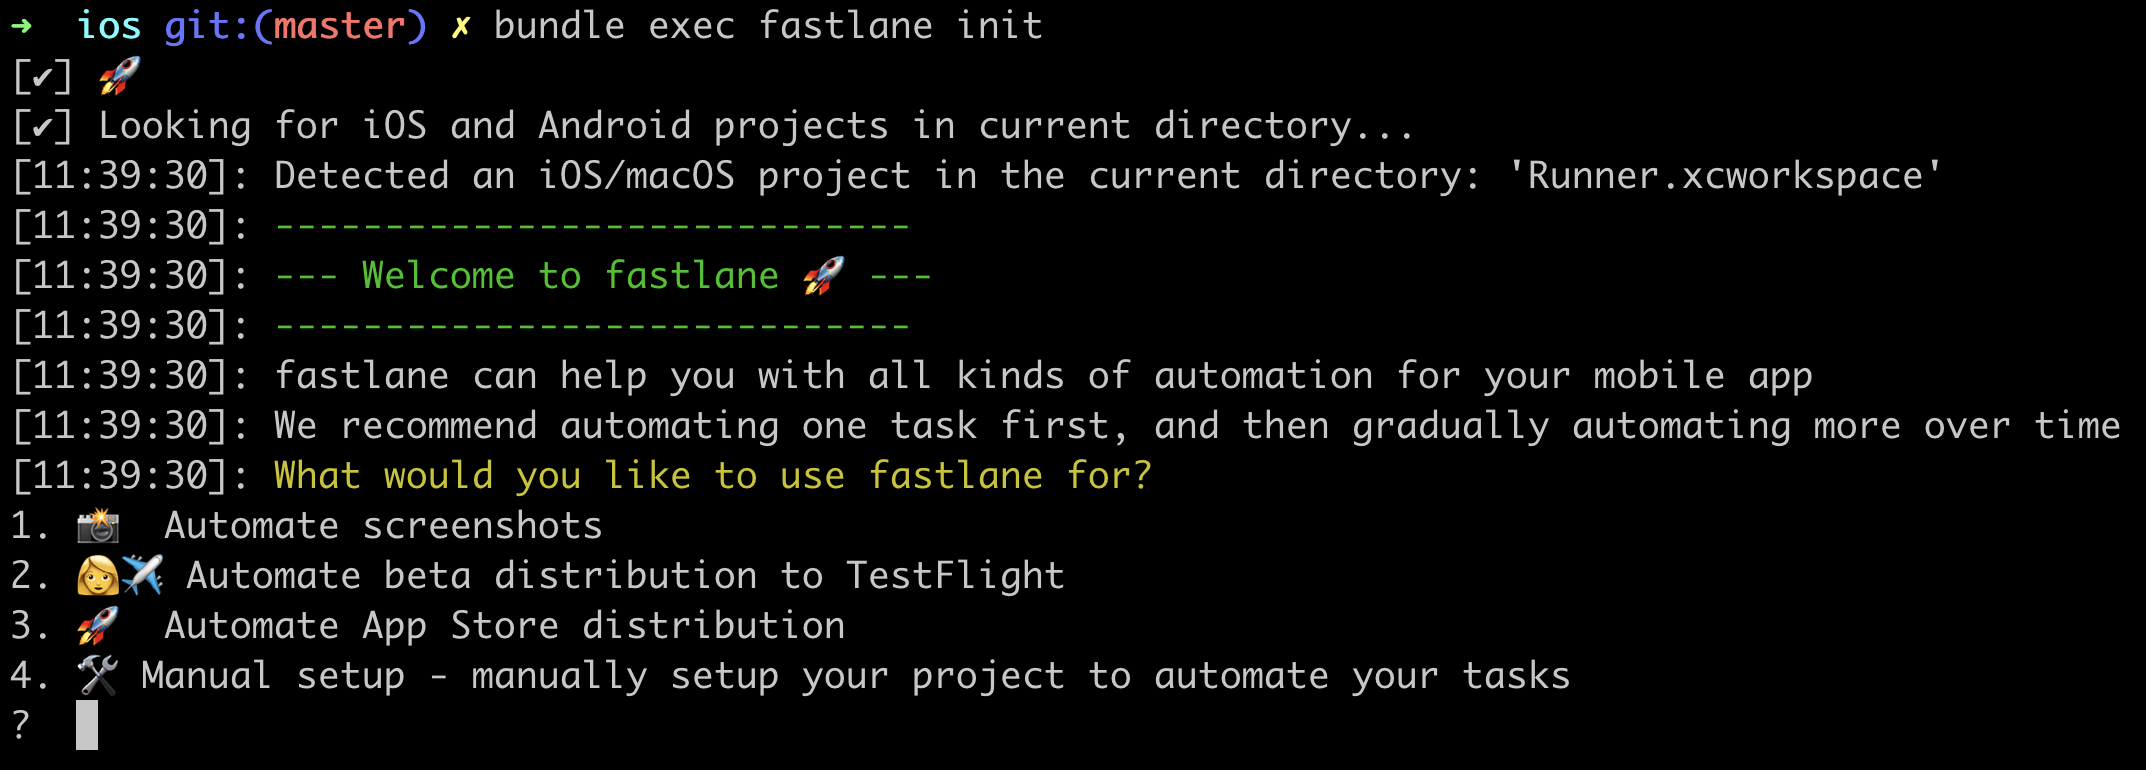 ➜  ios git:(master) ✗ bundle exec fastlane init
[✔] 🚀
[✔] Looking for iOS and Android projects in current directory...
[11:39:30]: Detected an iOS/macOS project in the current directory: 'Runner.xcworkspace'
[11:39:30]: -----------------------------
[11:39:30]: --- Welcome to fastlane 🚀 ---
[11:39:30]: -----------------------------
[11:39:30]: fastlane can help you with all kinds of automation for your mobile app
[11:39:30]: We recommend automating one task first, and then gradually automating more over time
[11:39:30]: What would you like to use fastlane for?
1. 📸  Automate screenshots
2. 👩‍✈️ Automate beta distribution to TestFlight
3. 🚀  Automate App Store distribution
4. 🛠 Manual setup - manually setup your project to automate your tasks
?